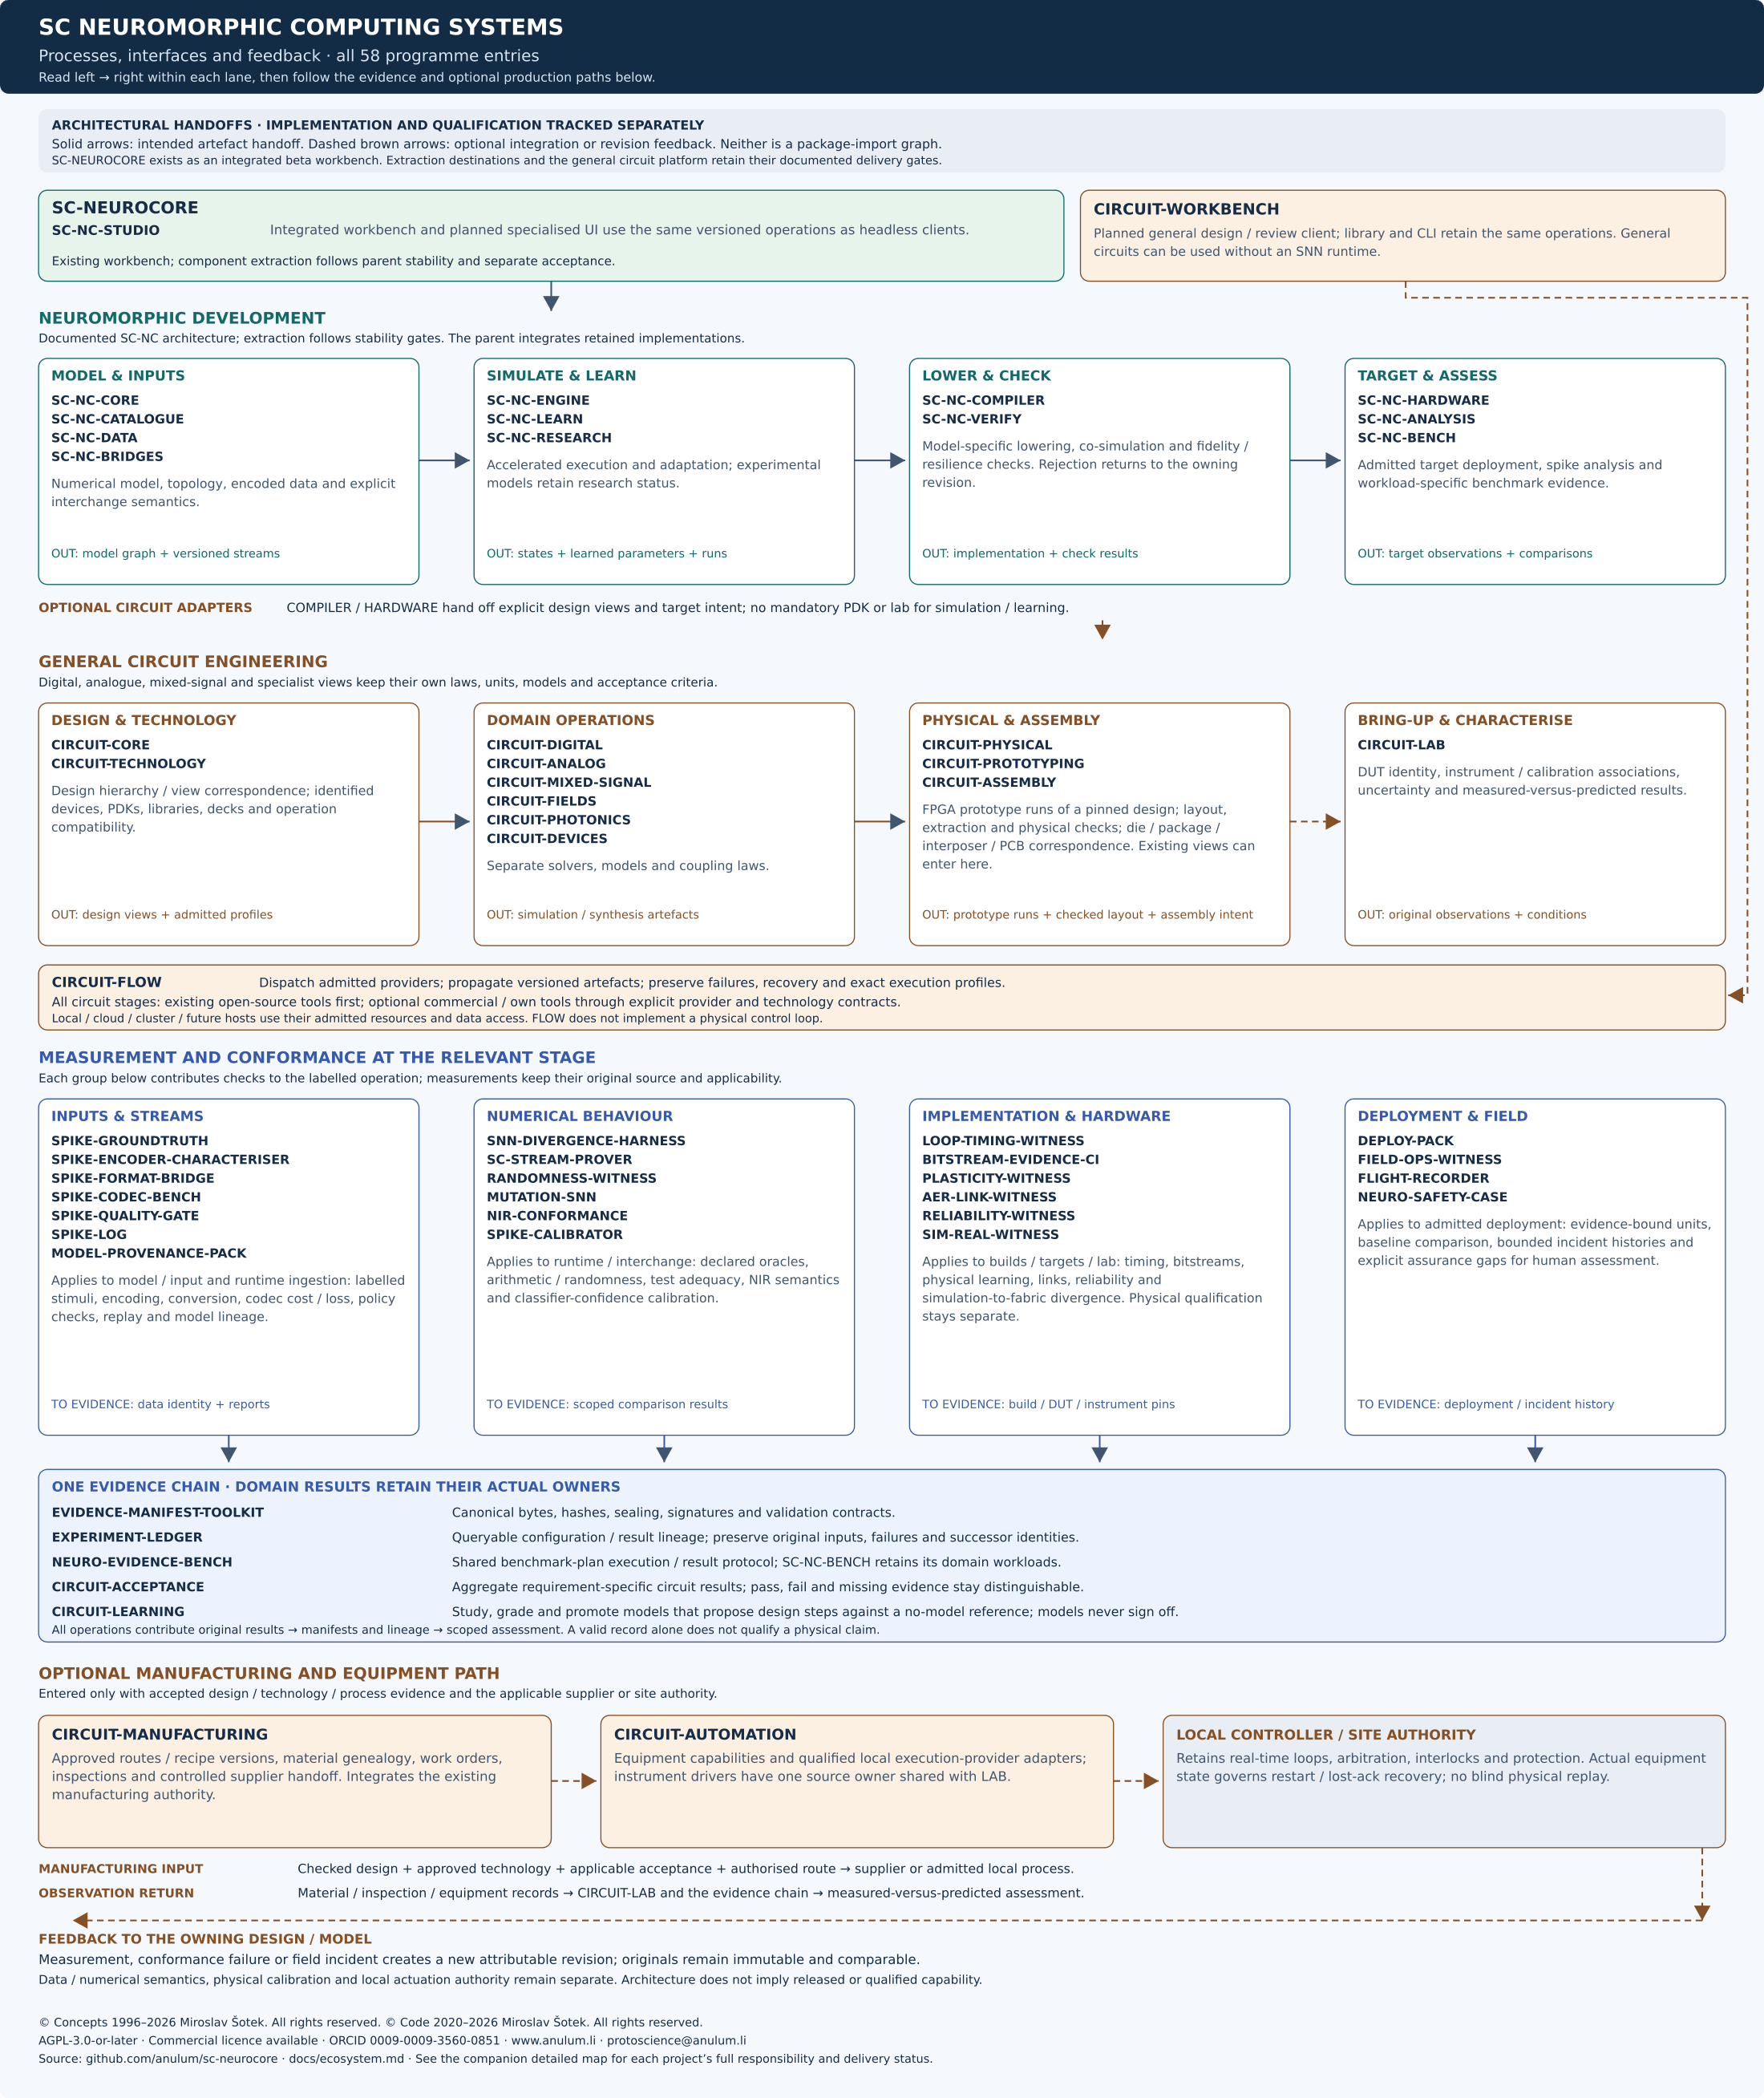 SC NEUROMORPHIC COMPUTING SYSTEMS
Processes, interfaces and feedback · all 58 programme entries
Read left → right within each lane, then follow the evidence and optional production paths below.
ARCHITECTURAL HANDOFFS · IMPLEMENTATION AND QUALIFICATION TRACKED SEPARATELY
Solid arrows: intended artefact handoff. Dashed brown arrows: optional integration or revision feedback. Neither is a package-import graph.
SC-NEUROCORE exists as an integrated beta workbench. Extraction destinations and the general circuit platform retain their documented delivery gates.
SC-NEUROCORE
SC-NC-STUDIO
Integrated workbench and planned specialised UI use the same versioned operations as headless clients.
Existing workbench; component extraction follows parent stability and separate acceptance.
CIRCUIT-WORKBENCH
Planned general design / review client; library and CLI retain the same operations. General
circuits can be used without an SNN runtime.
NEUROMORPHIC DEVELOPMENT
Documented SC-NC architecture; extraction follows stability gates. The parent integrates retained implementations.
MODEL & INPUTS
SC-NC-CORE
SC-NC-CATALOGUE
SC-NC-DATA
SC-NC-BRIDGES
Numerical model, topology, encoded data and explicit
interchange semantics.
OUT: model graph + versioned streams
SIMULATE & LEARN
SC-NC-ENGINE
SC-NC-LEARN
SC-NC-RESEARCH
Accelerated execution and adaptation; experimental
models retain research status.
OUT: states + learned parameters + runs
LOWER & CHECK
SC-NC-COMPILER
SC-NC-VERIFY
Model-specific lowering, co-simulation and fidelity /
resilience checks. Rejection returns to the owning
revision.
OUT: implementation + check results
TARGET & ASSESS
SC-NC-HARDWARE
SC-NC-ANALYSIS
SC-NC-BENCH
Admitted target deployment, spike analysis and
workload-specific benchmark evidence.
OUT: target observations + comparisons
OPTIONAL CIRCUIT ADAPTERS
COMPILER / HARDWARE hand off explicit design views and target intent; no mandatory PDK or lab for simulation / learning.
GENERAL CIRCUIT ENGINEERING
Digital, analogue, mixed-signal and specialist views keep their own laws, units, models and acceptance criteria.
DESIGN & TECHNOLOGY
CIRCUIT-CORE
CIRCUIT-TECHNOLOGY
Design hierarchy / view correspondence; identified
devices, PDKs, libraries, decks and operation
compatibility.
OUT: design views + admitted profiles
DOMAIN OPERATIONS
CIRCUIT-DIGITAL
CIRCUIT-ANALOG
CIRCUIT-MIXED-SIGNAL
CIRCUIT-FIELDS
CIRCUIT-PHOTONICS
CIRCUIT-DEVICES
Separate solvers, models and coupling laws.
OUT: simulation / synthesis artefacts
PHYSICAL & ASSEMBLY
CIRCUIT-PHYSICAL
CIRCUIT-PROTOTYPING
CIRCUIT-ASSEMBLY
FPGA prototype runs of a pinned design; layout,
extraction and physical checks; die / package /
interposer / PCB correspondence. Existing views can
enter here.
OUT: prototype runs + checked layout + assembly intent
BRING-UP & CHARACTERISE
CIRCUIT-LAB
DUT identity, instrument / calibration associations,
uncertainty and measured-versus-predicted results.
OUT: original observations + conditions
CIRCUIT-FLOW
Dispatch admitted providers; propagate versioned artefacts; preserve failures, recovery and exact execution profiles.
All circuit stages: existing open-source tools first; optional commercial / own tools through explicit provider and technology contracts.
Local / cloud / cluster / future hosts use their admitted resources and data access. FLOW does not implement a physical control loop.
MEASUREMENT AND CONFORMANCE AT THE RELEVANT STAGE
Each group below contributes checks to the labelled operation; measurements keep their original source and applicability.
INPUTS & STREAMS
SPIKE-GROUNDTRUTH
SPIKE-ENCODER-CHARACTERISER
SPIKE-FORMAT-BRIDGE
SPIKE-CODEC-BENCH
SPIKE-QUALITY-GATE
SPIKE-LOG
MODEL-PROVENANCE-PACK
Applies to model / input and runtime ingestion: labelled
stimuli, encoding, conversion, codec cost / loss, policy
checks, replay and model lineage.
TO EVIDENCE: data identity + reports
NUMERICAL BEHAVIOUR
SNN-DIVERGENCE-HARNESS
SC-STREAM-PROVER
RANDOMNESS-WITNESS
MUTATION-SNN
NIR-CONFORMANCE
SPIKE-CALIBRATOR
Applies to runtime / interchange: declared oracles,
arithmetic / randomness, test adequacy, NIR semantics
and classifier-confidence calibration.
TO EVIDENCE: scoped comparison results
IMPLEMENTATION & HARDWARE
LOOP-TIMING-WITNESS
BITSTREAM-EVIDENCE-CI
PLASTICITY-WITNESS
AER-LINK-WITNESS
RELIABILITY-WITNESS
SIM-REAL-WITNESS
Applies to builds / targets / lab: timing, bitstreams,
physical learning, links, reliability and
simulation-to-fabric divergence. Physical qualification
stays separate.
TO EVIDENCE: build / DUT / instrument pins
DEPLOYMENT & FIELD
DEPLOY-PACK
FIELD-OPS-WITNESS
FLIGHT-RECORDER
NEURO-SAFETY-CASE
Applies to admitted deployment: evidence-bound units,
baseline comparison, bounded incident histories and
explicit assurance gaps for human assessment.
TO EVIDENCE: deployment / incident history
ONE EVIDENCE CHAIN · DOMAIN RESULTS RETAIN THEIR ACTUAL OWNERS
EVIDENCE-MANIFEST-TOOLKIT
Canonical bytes, hashes, sealing, signatures and validation contracts.
EXPERIMENT-LEDGER
Queryable configuration / result lineage; preserve original inputs, failures and successor identities.
NEURO-EVIDENCE-BENCH
Shared benchmark-plan execution / result protocol; SC-NC-BENCH retains its domain workloads.
CIRCUIT-ACCEPTANCE
Aggregate requirement-specific circuit results; pass, fail and missing evidence stay distinguishable.
CIRCUIT-LEARNING
Study, grade and promote models that propose design steps against a no-model reference; models never sign off.
All operations contribute original results → manifests and lineage → scoped assessment. A valid record alone does not qualify a physical claim.
OPTIONAL MANUFACTURING AND EQUIPMENT PATH
Entered only with accepted design / technology / process evidence and the applicable supplier or site authority.
CIRCUIT-MANUFACTURING
Approved routes / recipe versions, material genealogy, work orders,
inspections and controlled supplier handoff. Integrates the existing
manufacturing authority.
CIRCUIT-AUTOMATION
Equipment capabilities and qualified local execution-provider adapters;
instrument drivers have one source owner shared with LAB.
LOCAL CONTROLLER / SITE AUTHORITY
Retains real-time loops, arbitration, interlocks and protection. Actual equipment
state governs restart / lost-ack recovery; no blind physical replay.
MANUFACTURING INPUT
Checked design + approved technology + applicable acceptance + authorised route → supplier or admitted local process.
OBSERVATION RETURN
Material / inspection / equipment records → CIRCUIT-LAB and the evidence chain → measured-versus-predicted assessment.
FEEDBACK TO THE OWNING DESIGN / MODEL
Measurement, conformance failure or field incident creates a new attributable revision; originals remain immutable and comparable.
Data / numerical semantics, physical calibration and local actuation authority remain separate. Architecture does not imply released or qualified capability.
© Concepts 1996–2026 Miroslav Šotek. All rights reserved. © Code 2020–2026 Miroslav Šotek. All rights reserved.
AGPL-3.0-or-later · Commercial licence available · ORCID 0009-0009-3560-0851 · www.anulum.li · protoscience@anulum.li
Source: github.com/anulum/sc-neurocore · docs/ecosystem.md · See the companion detailed map for each project’s full responsibility and delivery status.